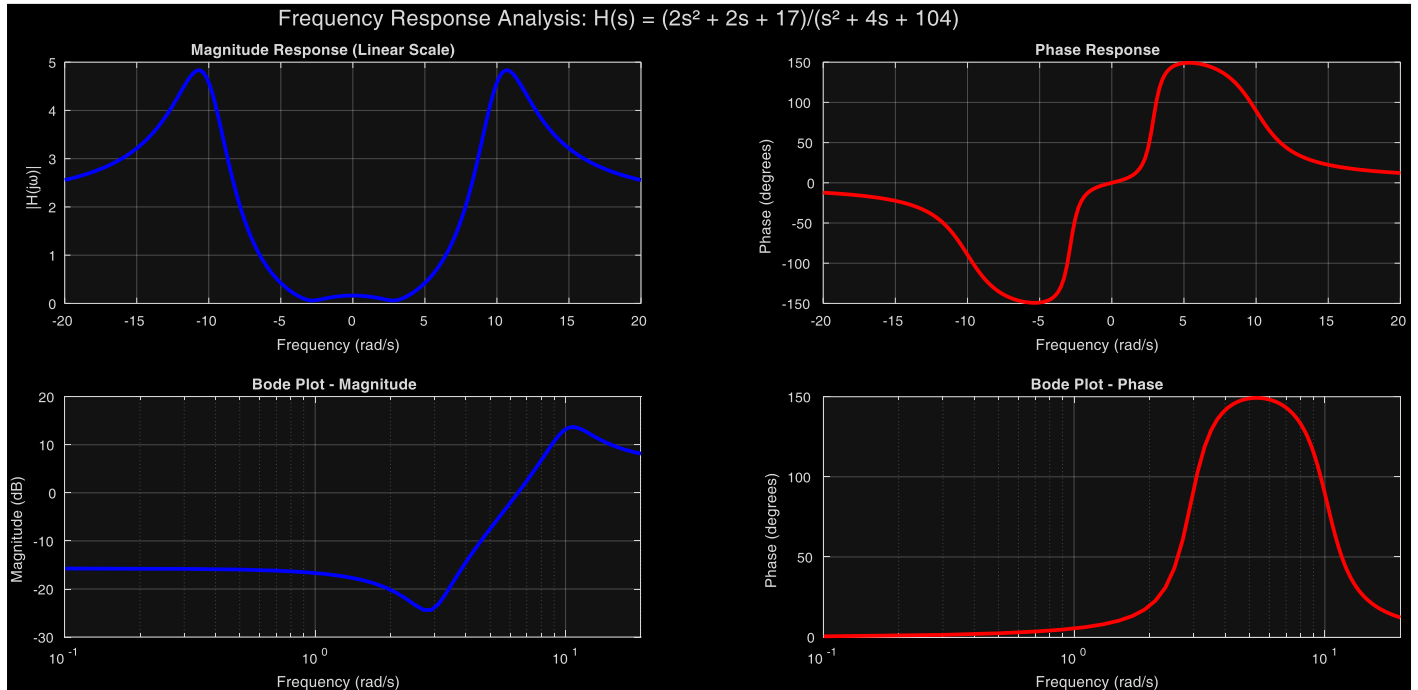 Frequency Response Analysis: H(s) = (2s² + 2s + 17)/(s² + 4s + 104)
Magnitude Response (Linear Scale)
|H(jω)|
5
4
3
2
1
0
-20 -15 -10 -5 0 5 10 15 20
Frequency (rad/s)
Phase Response
Phase (degrees)
150
100
50
0
-50
-100
-150
-20 -15 -10 -5 0 5 10 15 20
Frequency (rad/s)
Bode Plot - Magnitude
Magnitude (dB)
20
10
0
-10
-20
-30
10⁻¹ 10⁰ 10¹
Frequency (rad/s)
Bode Plot - Phase
Phase (degrees)
150
100
50
0
10⁻¹ 10⁰ 10¹
Frequency (rad/s)